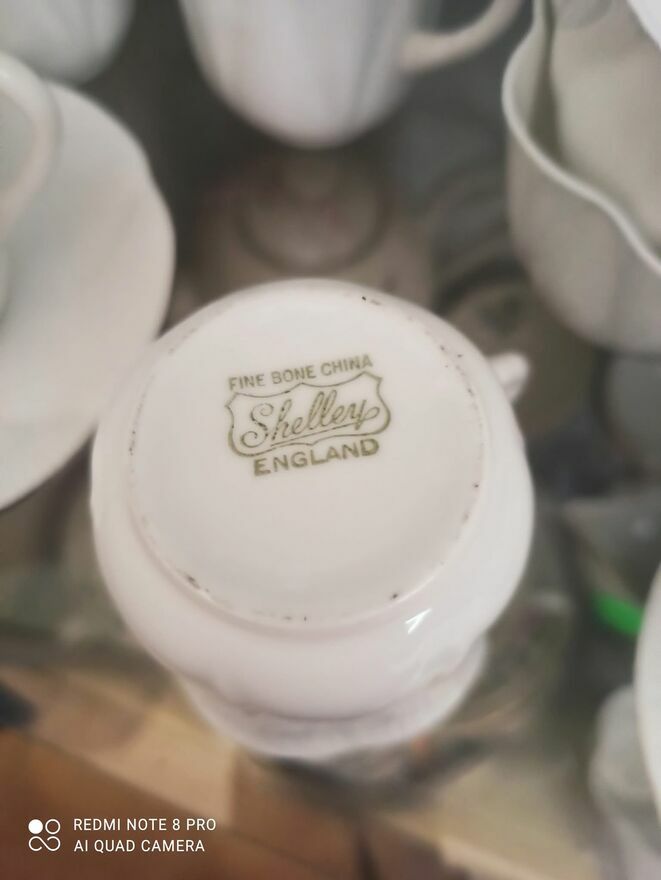 FINE BONE CHINA
Shelley
ENGLAND
REDMI NOTE 8 PRO
AI QUAD CAMERA